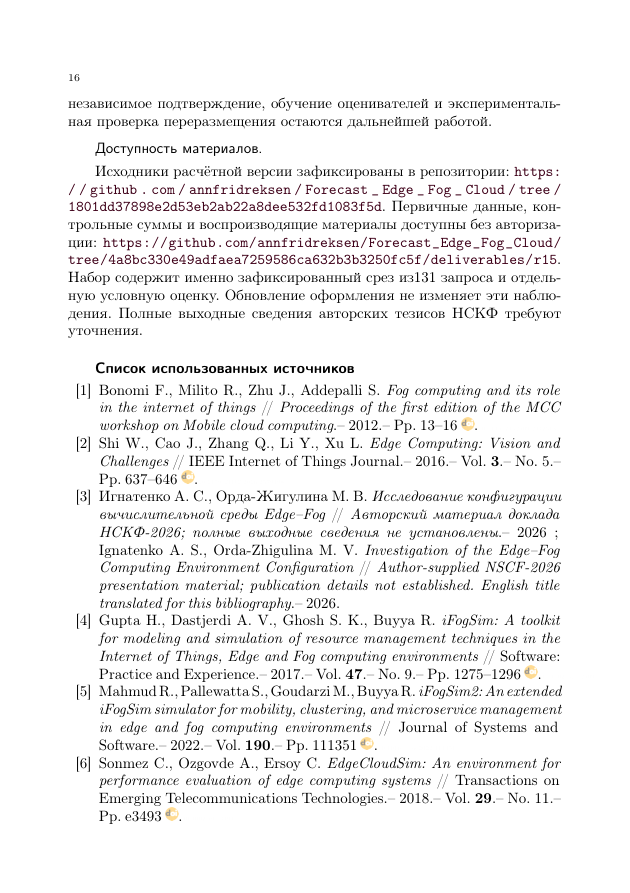 16
независимое подтверждение, обучение оценивателей и эксперименталь-
ная проверка переразмещения остаются дальнейшей работой.
Доступность материалов.
Исходники расчётной версии зафиксированы в репозитории: https:
//github.com/annfridreksen/Forecast_Edge_Fog_Cloud/tree/
1801dd37898e2d53eb2ab22a8dee532fd1083f5d. Первичные данные, кон-
трольные суммы и воспроизводящие материалы доступны без авториза-
ции: https://github.com/annfridreksen/Forecast_Edge_Fog_Cloud/
tree/4a8bc330e49adfaea7259586ca632b3b3250fc5f/deliverables/r15.
Набор содержит именно зафиксированный срез из131 запроса и отдель-
ную условную оценку. Обновление оформления не изменяет эти наблю-
дения. Полные выходные сведения авторских тезисов НСКФ требуют
уточнения.
Список использованных источников
[1] Bonomi F., Milito R., Zhu J., Addepalli S. Fog computing and its role
in the internet of things // Proceedings of the first edition of the MCC
workshop on Mobile cloud computing.– 2012.– Pp. 13–16 .
[2] Shi W., Cao J., Zhang Q., Li Y., Xu L. Edge Computing: Vision and
Challenges // IEEE Internet of Things Journal.– 2016.– Vol. 3.– No. 5.–
Pp. 637–646 .
[3] Игнатенко А. С., Орда-Жигулина М. В. Исследование конфигурации
вычислительной среды Edge–Fog // Авторский материал доклада
НСКФ-2026; полные выходные сведения не установлены.– 2026 ;
Ignatenko A. S., Orda-Zhigulina M. V. Investigation of the Edge–Fog
Computing Environment Configuration // Author-supplied NSCF-2026
presentation material; publication details not established. English title
translated for this bibliography.– 2026.
[4] Gupta H., Dastjerdi A. V., Ghosh S. K., Buyya R. iFogSim: A toolkit
for modeling and simulation of resource management techniques in the
Internet of Things, Edge and Fog computing environments // Software:
Practice and Experience.– 2017.– Vol. 47.– No. 9.– Pp. 1275–1296 .
[5] Mahmud R., Pallewatta S., Goudarzi M., Buyya R. iFogSim2: An extended
iFogSim simulator for mobility, clustering, and microservice management
in edge and fog computing environments // Journal of Systems and
Software.– 2022.– Vol. 190.– Pp. 111351 .
[6] Sonmez C., Ozgovde A., Ersoy C. EdgeCloudSim: An environment for
performance evaluation of edge computing systems // Transactions on
Emerging Telecommunications Technologies.– 2018.– Vol. 29.– No. 11.–
Pp. e3493 .